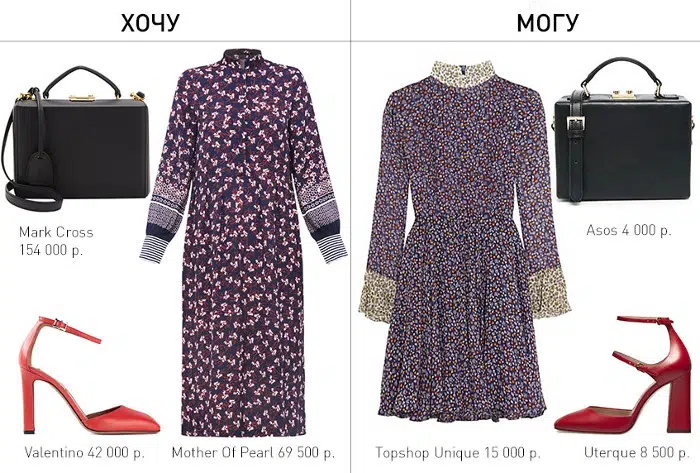 ХОЧУ
МОГУ
Mark Cross
154 000 р.
Asos 4 000 р.
Valentino 42 000 р.
Mother Of Pearl 69 500 р.
Topshop Unique 15 000 р.
Uterque 8 500 р.